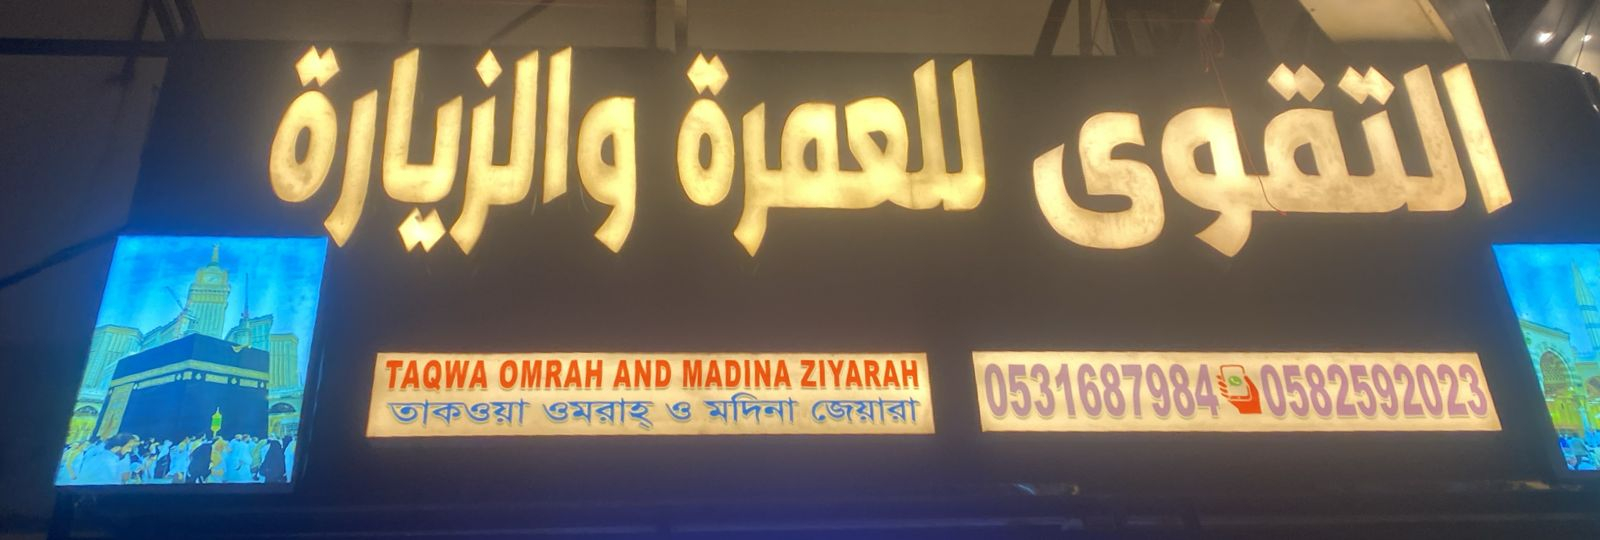 التقوى للعمرة والزيارة
TAQWA OMRAH AND MADINA ZIYARAH
তাকওয়া ওমরাহ্ ও মদিনা জেয়ারা
0531687984 0582592023